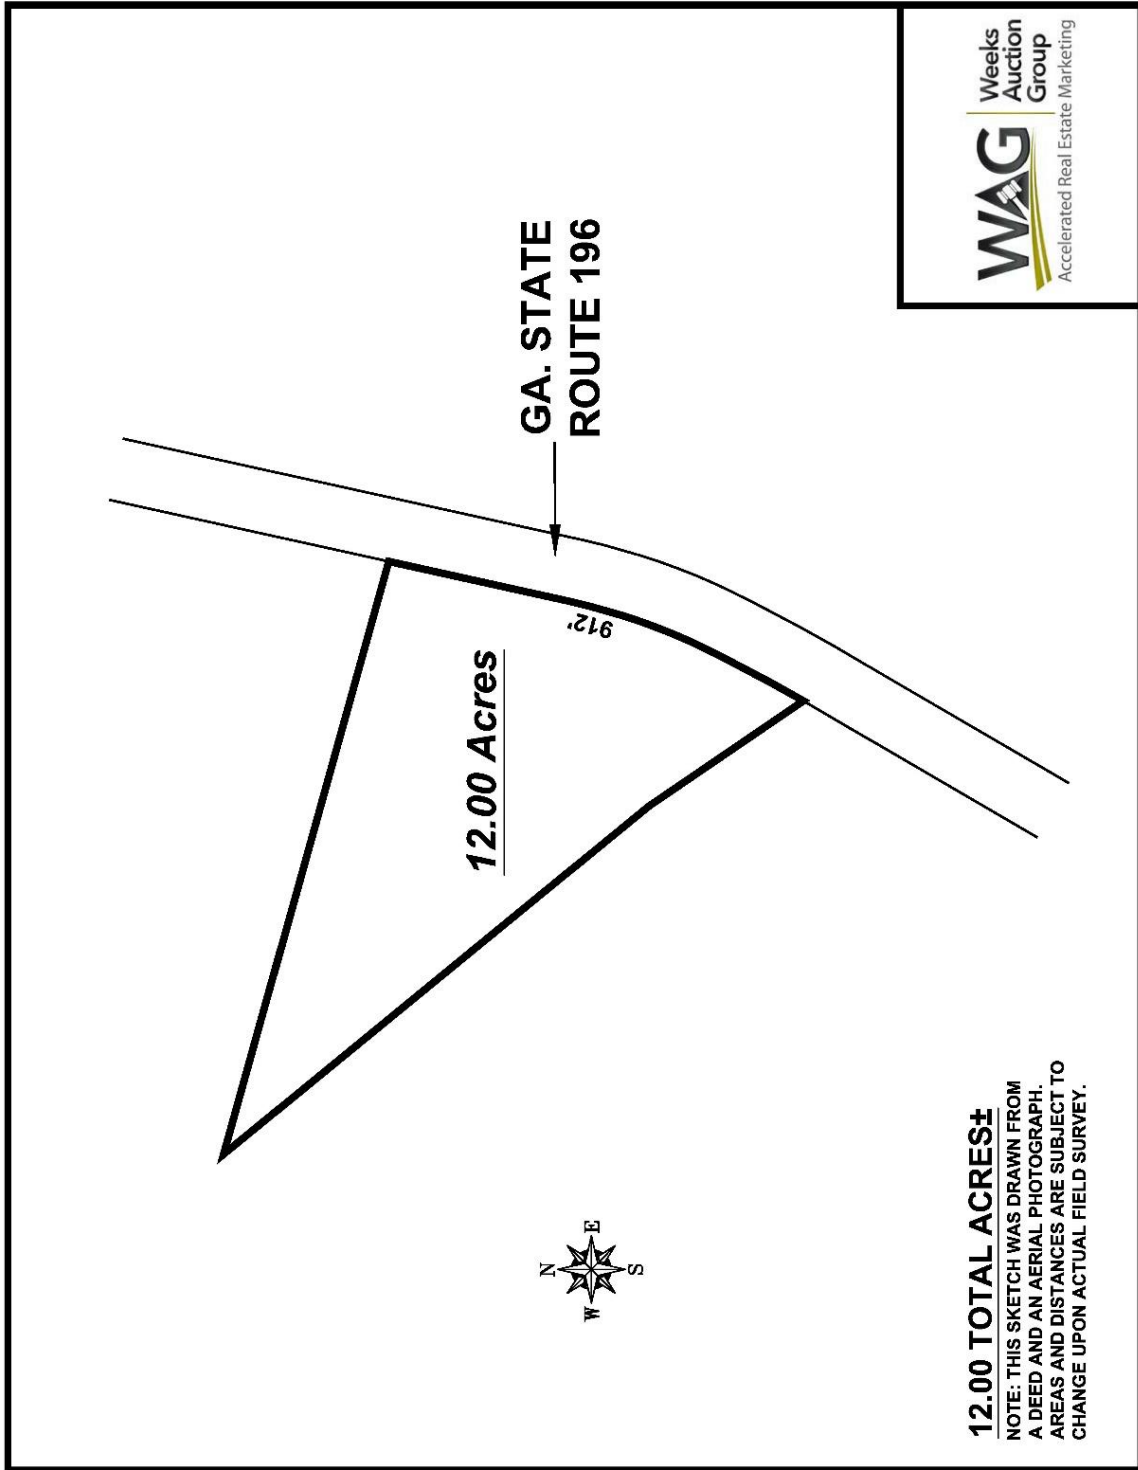 WAG
Weeks
Auction
Group
Accelerated Real Estate Marketing
GA. STATE
ROUTE 196
912'
12.00 Acres
N
E
S
W
12.00 TOTAL ACRES±
NOTE: THIS SKETCH WAS DRAWN FROM
A DEED AND AN AERIAL PHOTOGRAPH.
AREAS AND DISTANCES ARE SUBJECT TO
CHANGE UPON ACTUAL FIELD SURVEY.